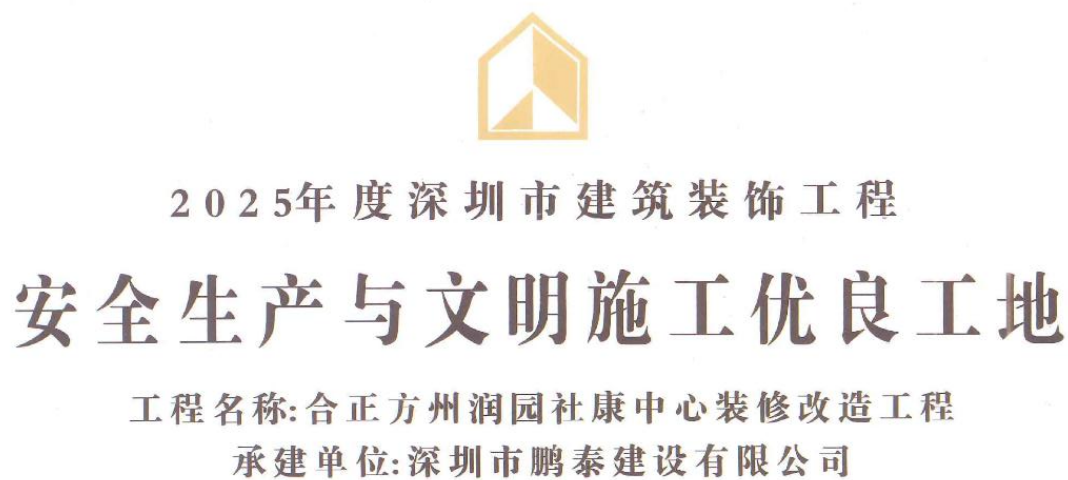 2025年度深圳市建筑装饰工程
安全生产与文明施工优良工地
工程名称:合正方州润园社康中心装修改造工程
承建单位:深圳市鹏泰建设有限公司